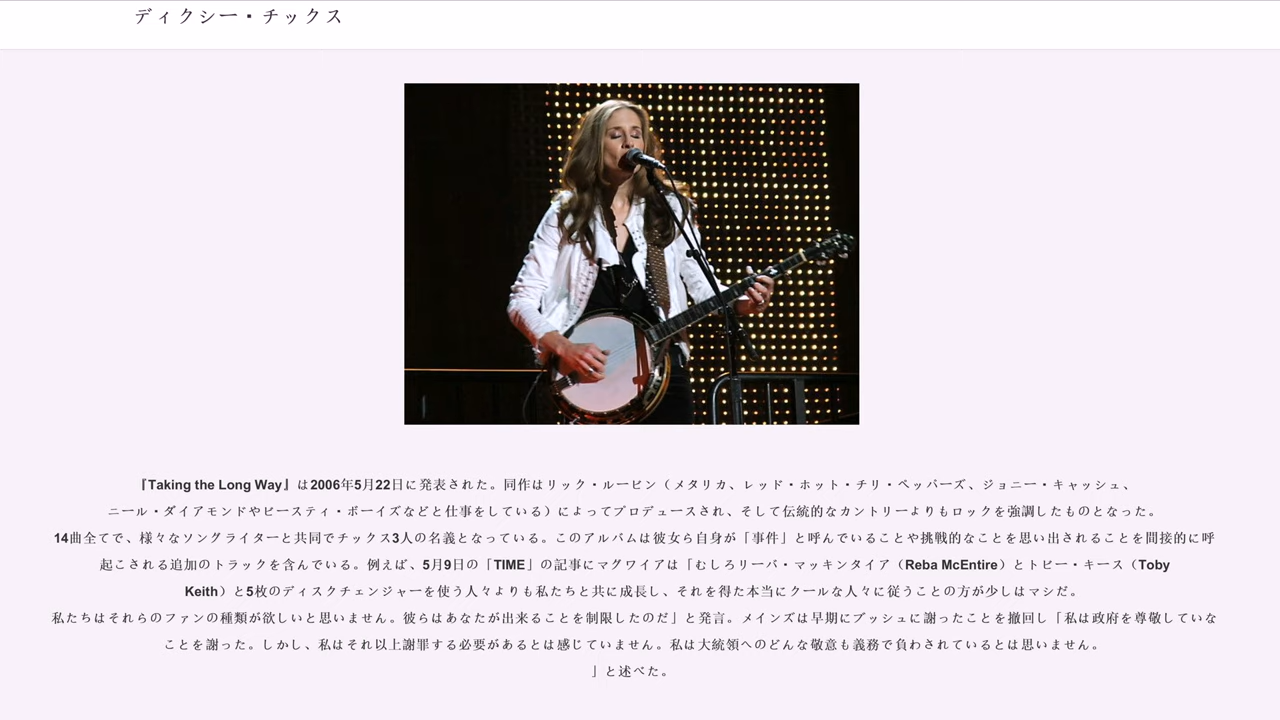 ディクシー・チックス
『Taking the Long Way』は2006年5月22日に発表された。同作はリック・ルービン（メタリカ、レッド・ホット・チリ・ペッパーズ、ジョニー・キャッシュ、
ニール・ダイアモンドやビースティ・ボーイズなどと仕事をしている）によってプロデュースされ、そして伝統的なカントリーよりもロックを強調したものとなった。
14曲全てで、様々なソングライターと共同でチックス3人の名義となっている。このアルバムは彼女ら自身が「事件」と呼んでいることや挑戦的なことを思い出されることを間接的に呼
起こされる追加のトラックを含んでいる。例えば、5月9日の「TIME」の記事にマグワイアは「むしろリーバ・マッキンタイア（Reba McEntire）とトビー・キース（Toby
Keith）と5枚のディスクチェンジャーを使う人々よりも私たちと共に成長し、それを得た本当にクールな人々に従うことの方が少しはマシだ。
私たちはそれらのファンの種類が欲しいと思いません。彼らはあなたが出来ることを制限したのだ」と発言。メインズは早期にブッシュに謝ったことを撤回し「私は政府を尊敬していな
ことを謝った。しかし、私はそれ以上謝罪する必要があるとは感じていません。私は大統領へのどんな敬意も義務で負わされているとは思いません。
」と述べた。